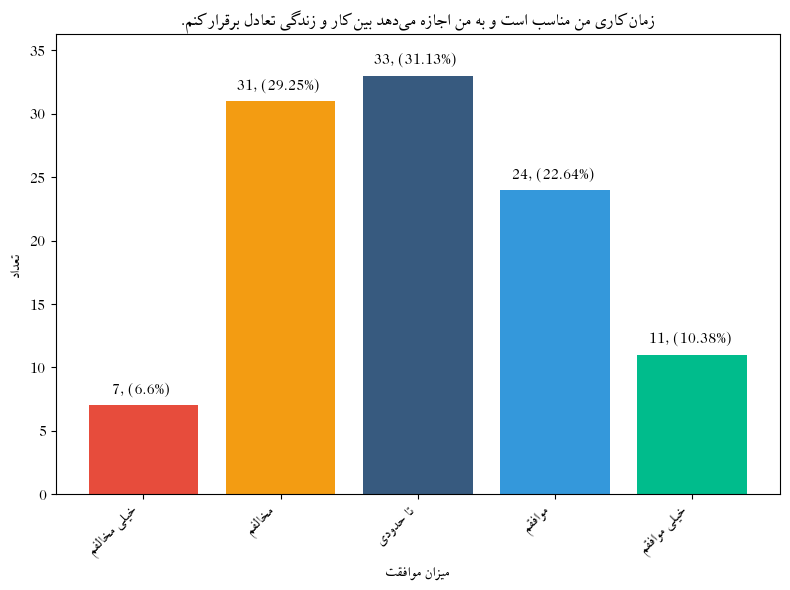 زمان کاری من مناسب است و به من اجازه می‌دهد بین کار و زندگی تعادل برقرار کنم.
35
30
25
20
15
10
5
0
تعداد
7, (6.6%)
31, (29.25%)
33, (31.13%)
24, (22.64%)
11, (10.38%)
خیلی مخالفم
مخالفم
تا حدودی
موافقم
خیلی موافقم
میزان موافقت